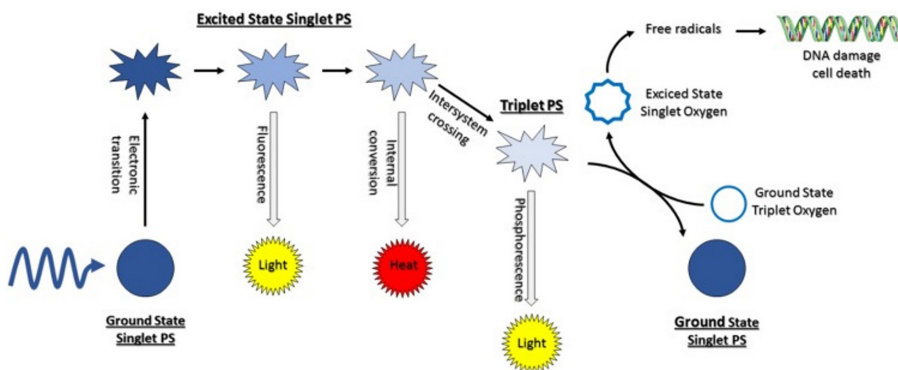 Excited State Singlet PS
Free radicals
DNA damage
cell death
Exciced State
Singlet Oxygen
Triplet PS
Intersystem
crossing
Electronic
transition
Fluorescence
Internal
conversion
Phosphorescence
Ground State
Triplet Oxygen
Light
Heat
Light
Ground State
Singlet PS
Ground State
Singlet PS